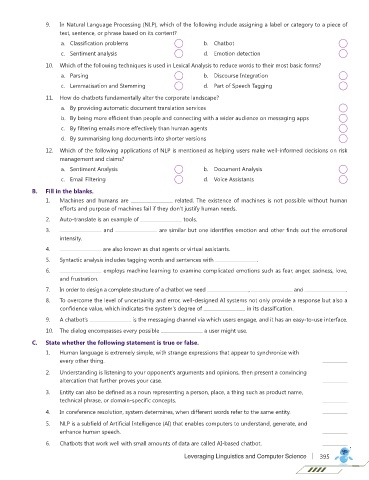 9. In Natural Language Processing (NLP), which of the following include assigning a label or category to a piece of
text, sentence, or phrase based on its content?
a. Classification problems b. Chatbot
c. Sentiment analysis d. Emotion detection
10. Which of the following techniques is used in Lexical Analysis to reduce words to their most basic forms?
a. Parsing b. Discourse Integration
c. Lemmatisation and Stemming d. Part of Speech Tagging
11. How do chatbots fundamentally alter the corporate landscape?
a. By providing automatic document translation services
b. By being more efficient than people and connecting with a wider audience on messaging apps
c. By filtering emails more effectively than human agents
d. By summarising long documents into shorter versions
12. Which of the following applications of NLP is mentioned as helping users make well-informed decisions on risk
management and claims?
a. Sentiment Analysis b. Document Analysis
c. Email Filtering d. Voice Assistants
B. Fill in the blanks.
1. Machines and humans are ____________ related. The existence of machines is not possible without human
efforts and purpose of machines fail if they don't justify human needs.
2. Auto-translate is an example of ____________ tools.
3. ____________ and ____________ are similar but one identifies emotion and other finds out the emotional
intensity.
4. ____________ are also known as chat agents or virtual assistants.
5. Syntactic analysis includes tagging words and sentences with ____________.
6. ____________ employs machine learning to examine complicated emotions such as fear, anger, sadness, love,
and frustration.
7. In order to design a complete structure of a chatbot we need ____________, ____________ and ____________.
8. To overcome the level of uncertainty and error, well-designed AI systems not only provide a response but also a
confidence value, which indicates the system's degree of ____________ in its classification.
9. A chatbot's ____________ is the messaging channel via which users engage, and it has an easy-to-use interface.
10. The dialog encompasses every possible ____________ a user might use.
C. State whether the following statement is true or false.
1. Human language is extremely simple, with strange expressions that appear to synchronise with
every other thing. ________
2. Understanding is listening to your opponent's arguments and opinions, then present a convincing
altercation that further proves your case. ________
3. Entity can also be defined as a noun representing a person, place, a thing such as product name,
technical phrase, or domain-specific concepts. ________
4. In coreference resolution, system determines, when different words refer to the same entity. ________
5. NLP is a subfield of Artificial Intelligence (AI) that enables computers to understand, generate, and
enhance human speech. ________
6. Chatbots that work well with small amounts of data are called AI-based chatbot. ________
Leveraging Linguistics and Computer Science | 395